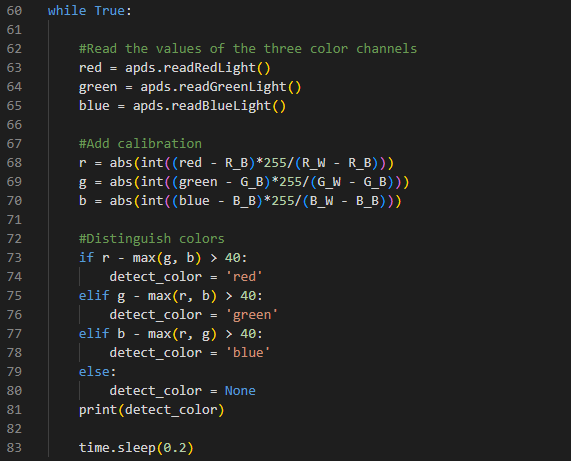 60 while True:
61
62     #Read the values of the three color channels
63     red = apds.readRedLight()
64     green = apds.readGreenLight()
65     blue = apds.readBlueLight()
66
67     #Add calibration
68     r = abs(int((red - R_B)*255/(R_W - R_B)))
69     g = abs(int((green - G_B)*255/(G_W - G_B)))
70     b = abs(int((blue - B_B)*255/(B_W - B_B)))
71
72     #Distinguish colors
73     if r - max(g, b) > 40:
74         detect_color = 'red'
75     elif g - max(r, b) > 40:
76         detect_color = 'green'
77     elif b - max(r, g) > 40:
78         detect_color = 'blue'
79     else:
80         detect_color = None
81     print(detect_color)
82
83     time.sleep(0.2)